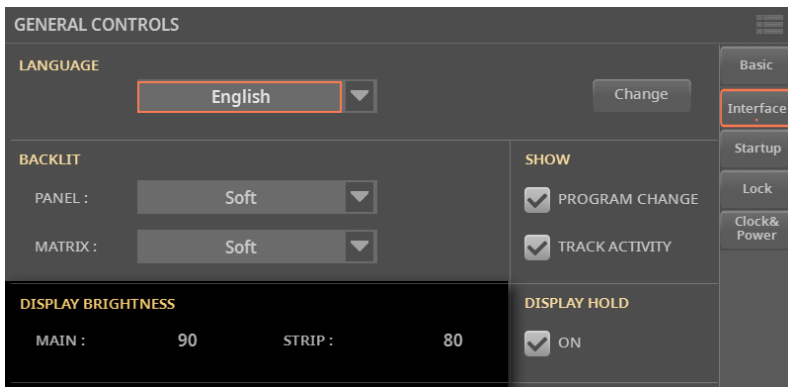 GENERAL CONTROLS
LANGUAGE
English
Change
BACKLIT
PANEL :
Soft
MATRIX :
Soft
SHOW
PROGRAM CHANGE
TRACK ACTIVITY
DISPLAY BRIGHTNESS
MAIN :
90
STRIP :
80
DISPLAY HOLD
ON
Basic
Interface
Startup
Lock
Clock&
Power